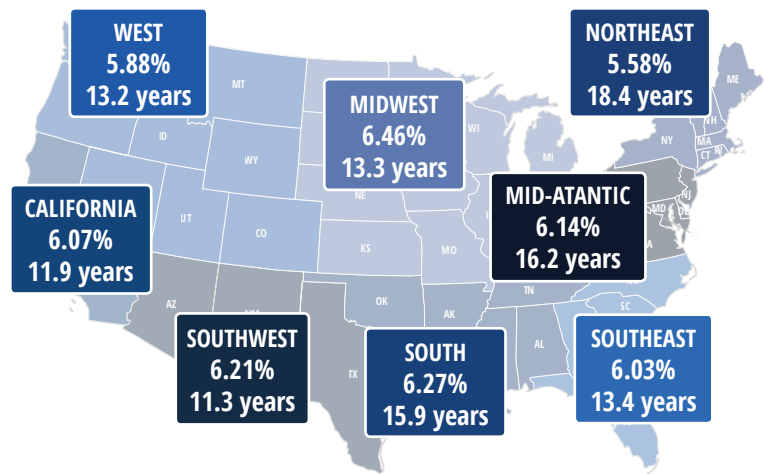 WEST
5.88%
13.2 years
NORTHEAST
5.58%
18.4 years
MIDWEST
6.46%
13.3 years
MID-ATANTIC
6.14%
16.2 years
CALIFORNIA
6.07%
11.9 years
SOUTHWEST
6.21%
11.3 years
SOUTH
6.27%
15.9 years
SOUTHEAST
6.03%
13.4 years
MT
ME
ID
WY
WI
MI
NY
NH
MA
CT
RI
NE
UT
CO
KS
MO
NJ
MD
DE
AZ
OK
AK
TN
SC
TX
AL